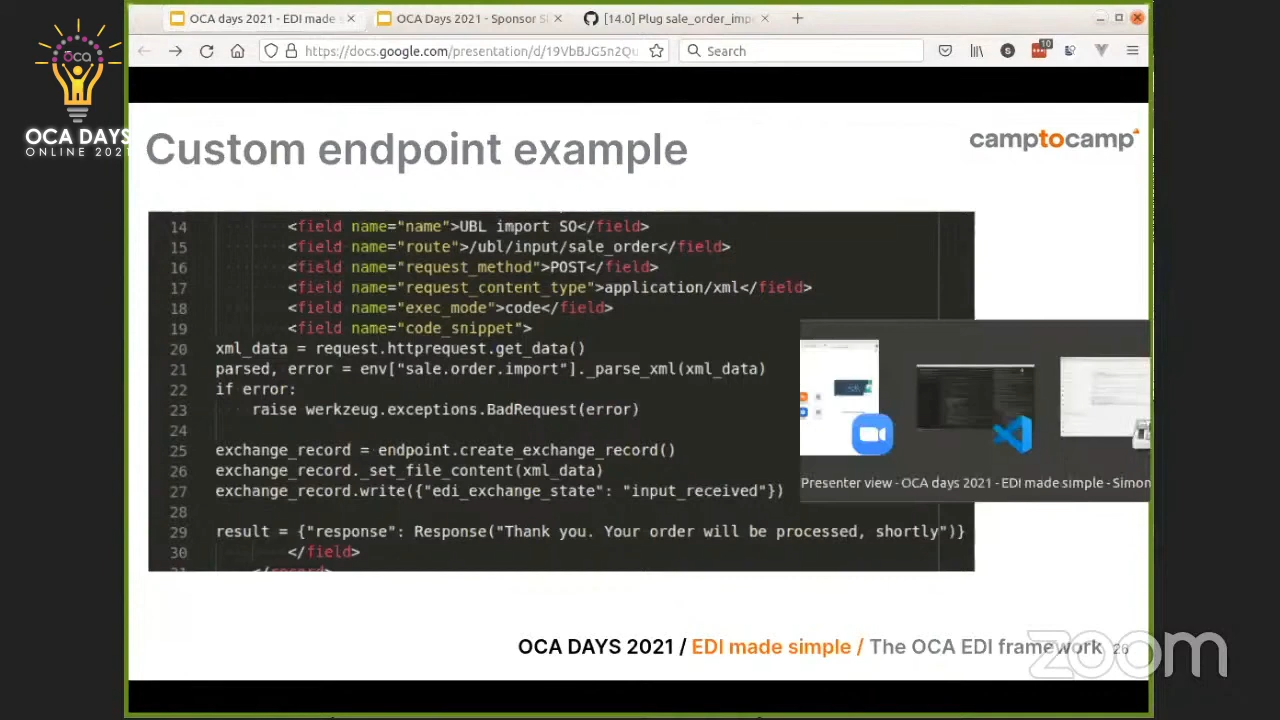 OCA days 2021 - EDI made
OCA Days 2021 - Sponsor Sl
[14.0] Plug sale_order_imp
https://docs.google.com/presentation/d/19VbBJG5n2Qu
Search
10
oca
OCA DAYS
ONLINE 2021
Custom endpoint example
camptocamp
14 <field name="name">UBL import SO</field>
15 <field name="route">/ubl/input/sale_order</field>
16 <field name="request_method">POST</field>
17 <field name="request_content_type">application/xml</field>
18 <field name="exec_mode">code</field>
19 <field name="code_snippet">
20 xml_data = request.httprequest.get_data()
21 parsed, error = env["sale.order.import"]._parse_xml(xml_data)
22 if error:
23 raise werkzeug.exceptions.BadRequest(error)
24
25 exchange_record = endpoint.create_exchange_record()
26 exchange_record._set_file_content(xml_data)
27 exchange_record.write({"edi_exchange_state": "input_received"})
28
29 result = {"response": Response("Thank you. Your order will be processed, shortly")}
30 </field>
31 </record>
Presenter view - OCA days 2021 - EDI made simple - Simon
OCA DAYS 2021 / EDI made simple / The OCA EDI framework 26
zoom